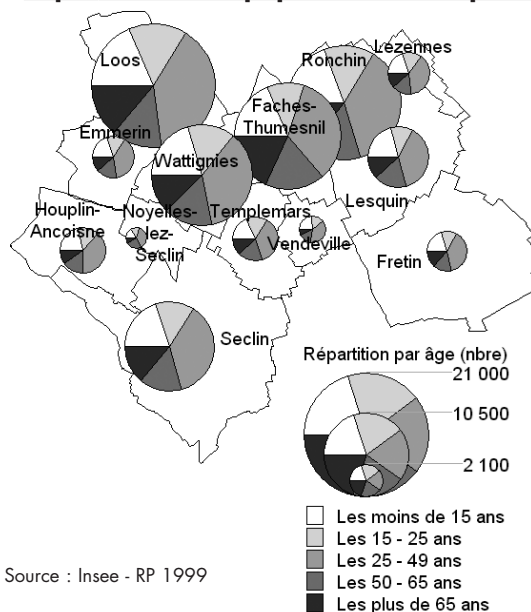 Loos
Ronchin
Lezennes
Faches-
Thumesnil
Emmerin
Wattignies
Lesquin
Houplin-
Ancoisne
Noyelles-
lez-
Seclin
Templemars
Vendeville
Fretin
Seclin
Répartition par âge (nbre)
21 000
10 500
2 100
Les moins de 15 ans
Les 15 - 25 ans
Les 25 - 49 ans
Les 50 - 65 ans
Les plus de 65 ans
Source : Insee - RP 1999